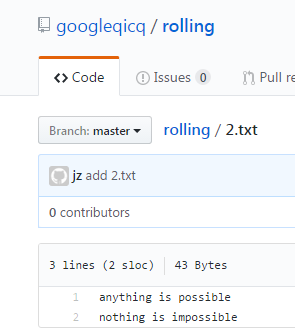 googleqicq / rolling
Code
Issues 0
Pull re
Branch: master
rolling / 2.txt
jz add 2.txt
0 contributors
3 lines (2 sloc) 43 Bytes
1 anything is possible
2 nothing is impossible